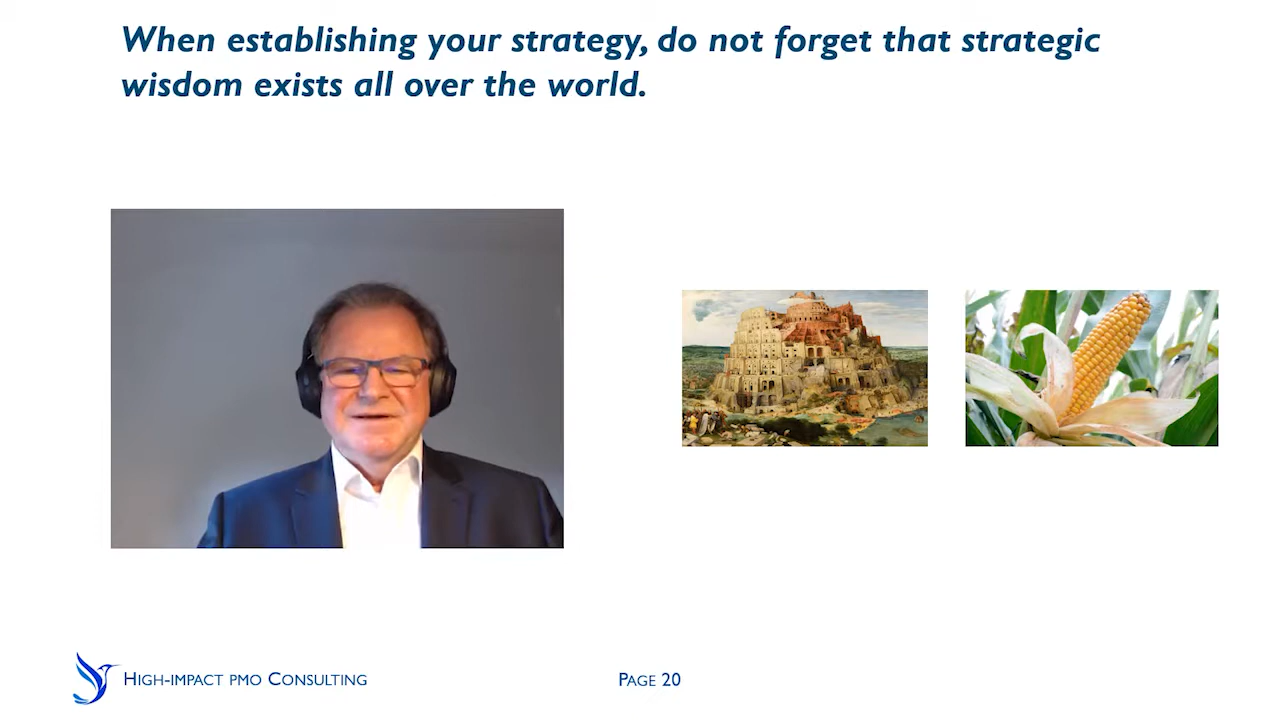 When establishing your strategy, do not forget that strategic
wisdom exists all over the world.
HIGH-IMPACT PMO CONSULTING
PAGE 20